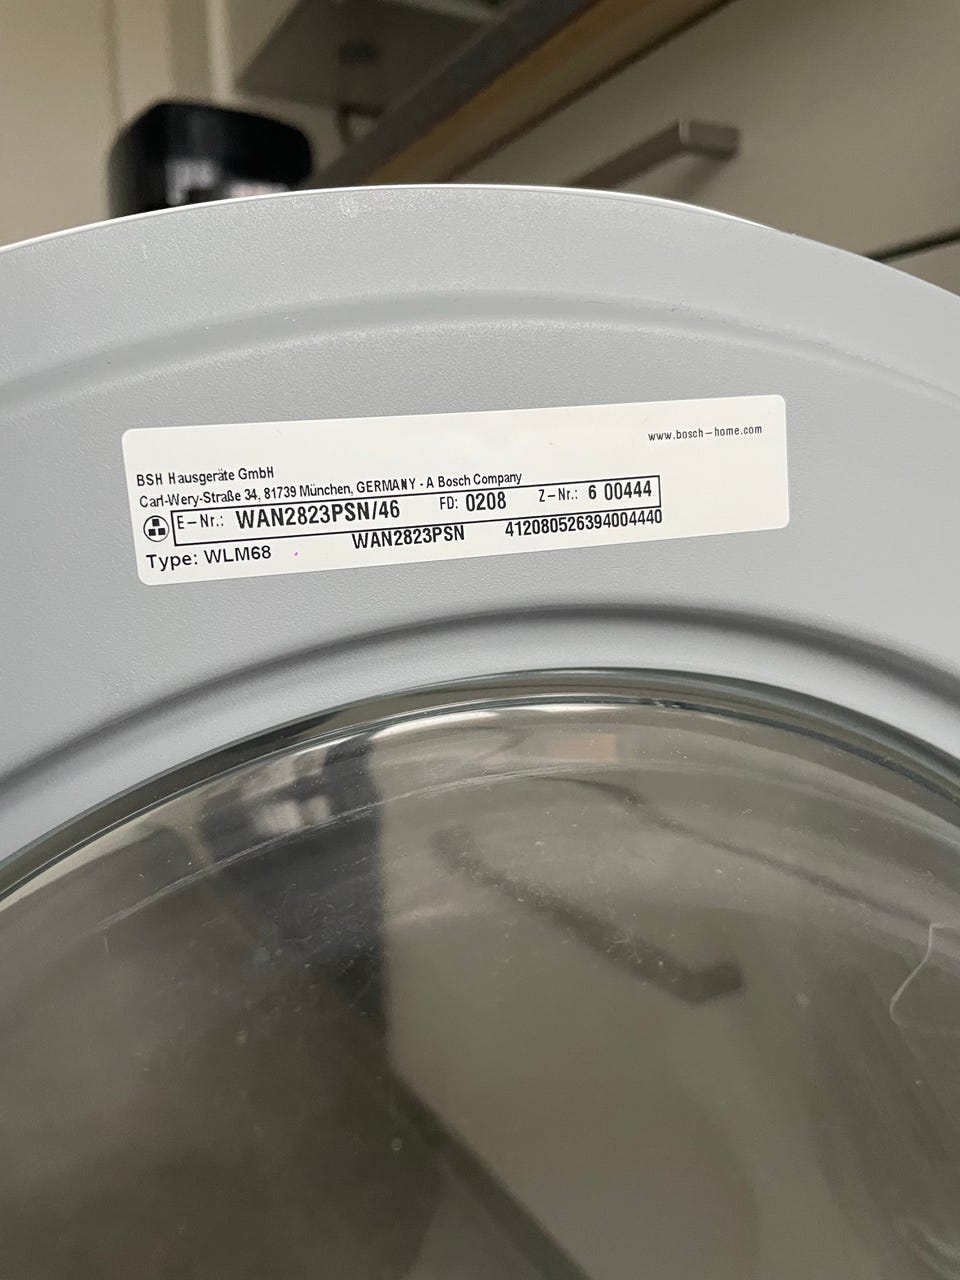 www.bosch-home.com
BSH Hausgeräte GmbH
Carl-Wery-Straße 34, 81739 München, GERMANY - A Bosch Company
E-Nr.: WAN2823PSN/46 FD: 0208 Z-Nr.: 6 00444
Type: WLM68 WAN2823PSN 412080526394004440